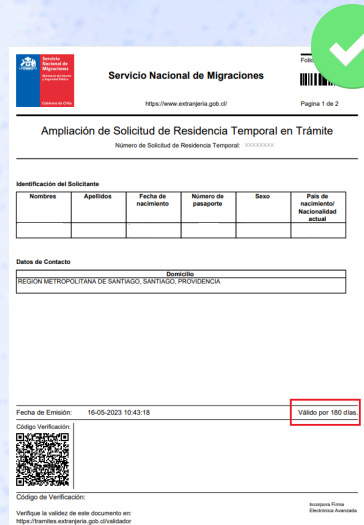 Servicio
Nacional de
Migraciones
Ministerio del Interior
y Seguridad Pública
Gobierno de Chile
Servicio Nacional de Migraciones
https://www.extranjeria.gob.cl/
Folio
Pagina 1 de 2
Ampliación de Solicitud de Residencia Temporal en Trámite
Número de Solicitud de Residencia Temporal: XXXXXXXX
Identificación del Solicitante
Nombres Apellidos Fecha de nacimiento Número de pasaporte Sexo País de nacimiento/ Nacionalidad actual
Datos de Contacto
Domicilio
REGION METROPOLITANA DE SANTIAGO, SANTIAGO, PROVIDENCIA
Fecha de Emisión: 16-05-2023 10:43:18 Válido por 180 días.
Código Verificación:
Código de Verificación:
Verifique la validez de este documento en:
https://tramites.extranjeria.gob.cl/validador
Incorpora Firma
Electrónica Avanzada